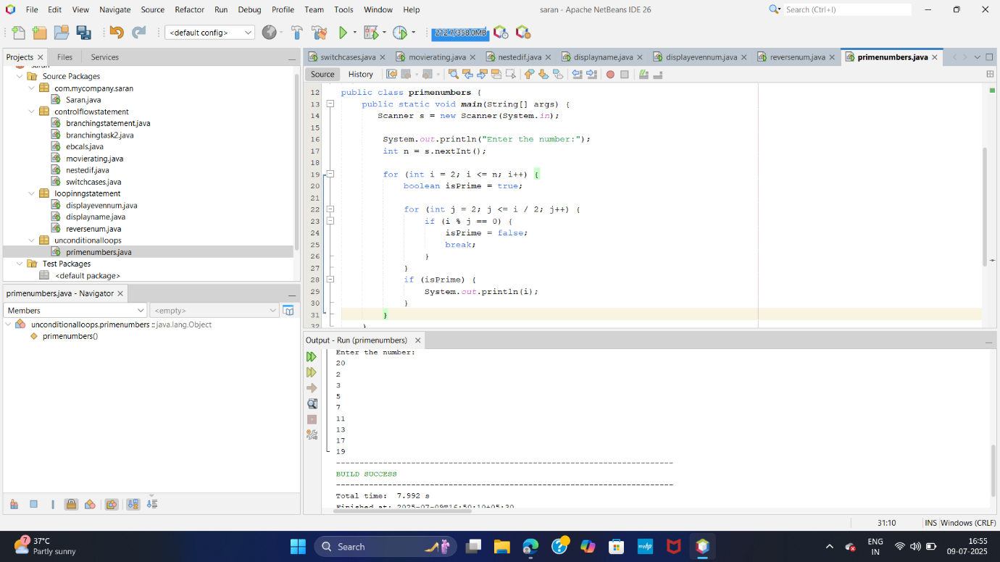 File Edit View Navigate Source Refactor Run Debug Profile Team Tools Window Help
saran - Apache NetBeans IDE 26
Search (Ctrl+I)
<default config>
212.7/358.0MB
Projects Files Services
saran
Source Packages
com.mycompany.saran
Saran.java
controlflowstatement
branchingstatement.java
branchingtask2.java
ebcals.java
movierating.java
nestedif.java
switchcases.java
loopinngstatement
displayevennum.java
displayname.java
reversenum.java
unconditionalloops
primenumbers.java
Test Packages
<default package>
primenumbers.java - Navigator
Members
<empty>
unconditionalloops.primenumbers :: java.lang.Object
primenumbers()
switchcases.java movierating.java nestedif.java displayname.java displayevennum.java reversenum.java primenumbers.java
Source History
12 public class primenumbers {
13 public static void main(String[] args) {
14 Scanner s = new Scanner(System.in);
15
16 System.out.println("Enter the number:");
17 int n = s.nextInt();
18
19 for (int i = 2; i <= n; i++) {
20 boolean isPrime = true;
21
22 for (int j = 2; j <= i / 2; j++) {
23 if (i % j == 0) {
24 isPrime = false;
25 break;
26 }
27 }
28 if (isPrime) {
29 System.out.println(i);
30 }
31 }
32 }
Output - Run (primenumbers)
Enter the number:
20
2
3
5
7
11
13
17
19
------------------------------------------------------------------------
BUILD SUCCESS
------------------------------------------------------------------------
Total time: 7.992 s
Finished at: 2025-07-09T16:50:10+05:30
31:10 INS Windows (CRLF)
7
37°C
Partly sunny
Search
myhp
ENG
IN
16:55
09-07-2025